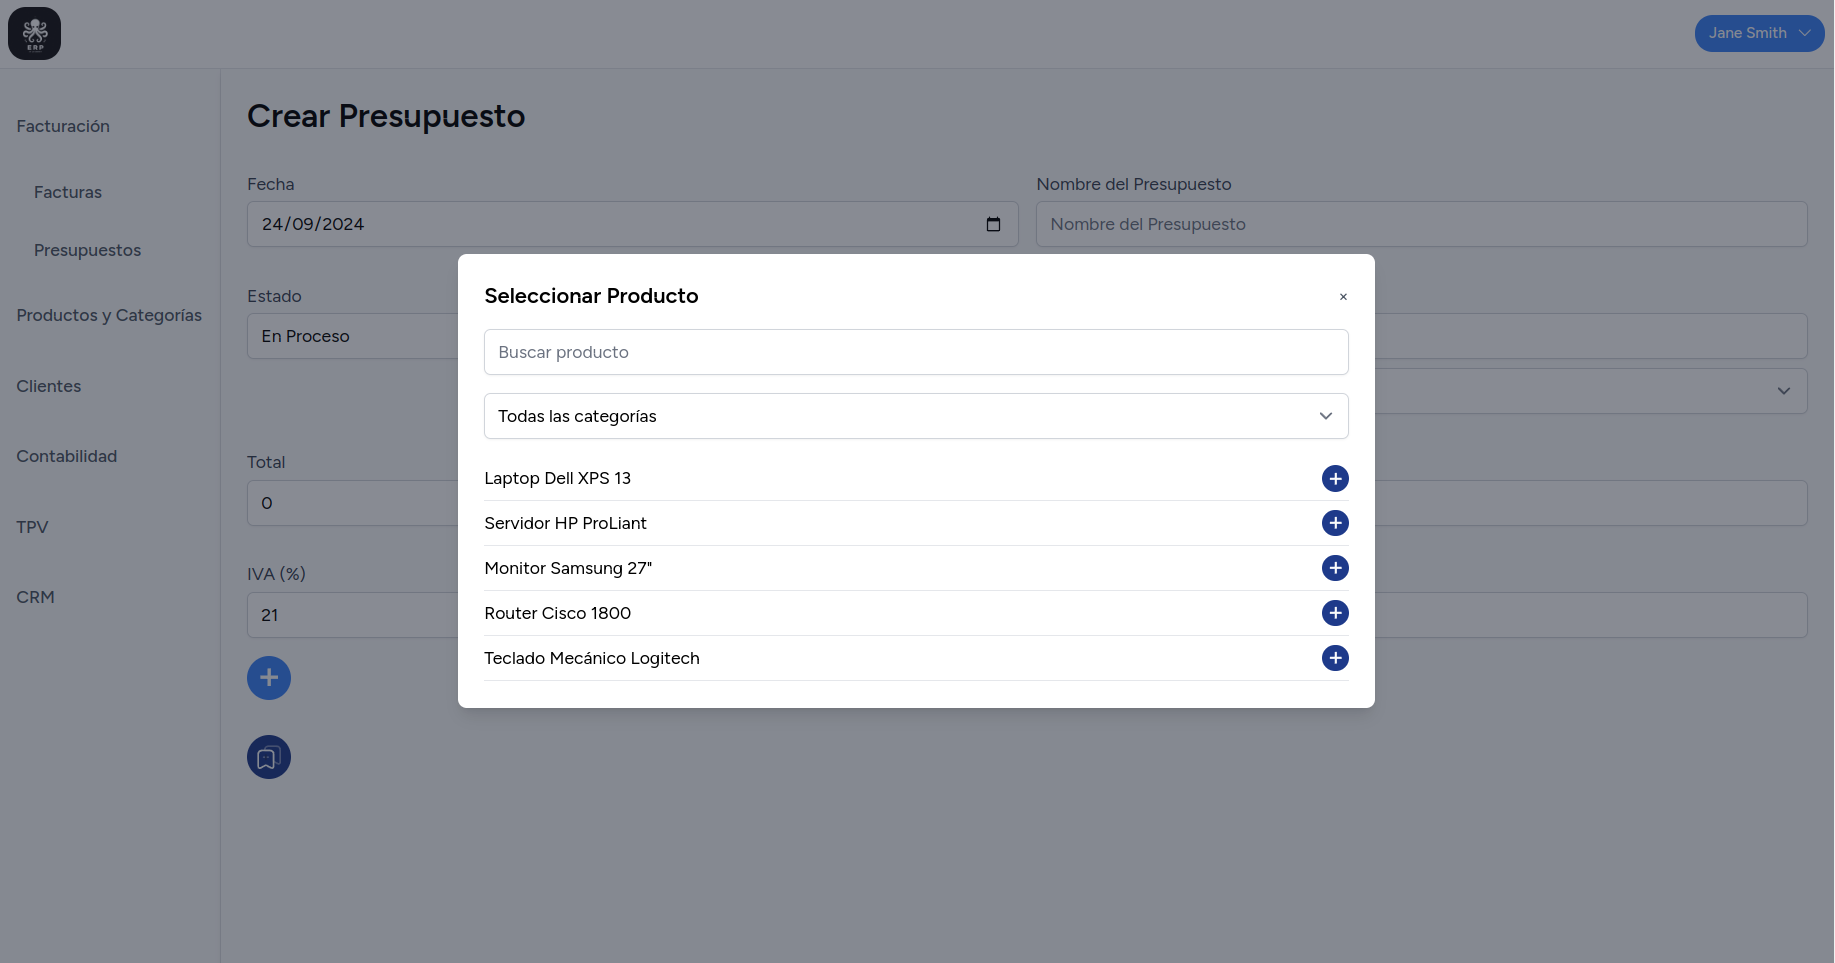 ERP
Jane Smith
Facturación
Facturas
Presupuestos
Productos y Categorías
Clientes
Contabilidad
TPV
CRM
Crear Presupuesto
Fecha
24/09/2024
Nombre del Presupuesto
Nombre del Presupuesto
Estado
En Proceso
Total
0
IVA (%)
21
Seleccionar Producto
×
Buscar producto
Todas las categorías
Laptop Dell XPS 13
Servidor HP ProLiant
Monitor Samsung 27"
Router Cisco 1800
Teclado Mecánico Logitech